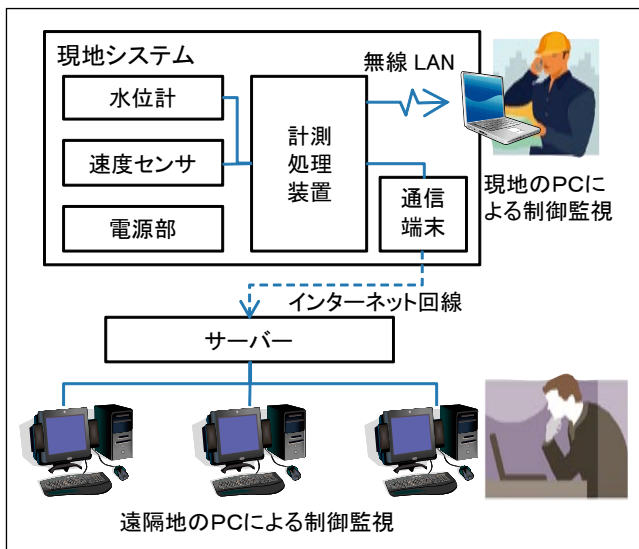 現地システム
無線 LAN
水位計
計測
処理
装置
速度センサ
通信
端末
電源部
現地のPCに
よる制御監視
インターネット回線
サーバー
遠隔地のPCによる制御監視